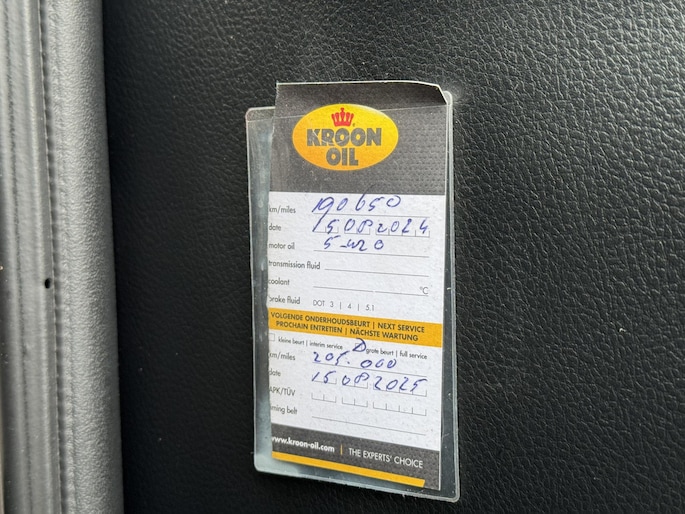 KROON
OIL
km/miles 190650
date 15 08 2024
motor oil
transmission fluid
coolant °C
brake fluid DOT 3 | 4 | 5.1
VOLGENDE ONDERHOUDSBEURT | NEXT SERVICE
PROCHAIN ENTRETIEN | NÄCHSTE WARTUNG
kleine beurt | interim service grote beurt | full service
km/miles 205.000
date 15 08 2025
APK/TÜV
timing belt
www.kroon-oil.com | THE EXPERTS' CHOICE